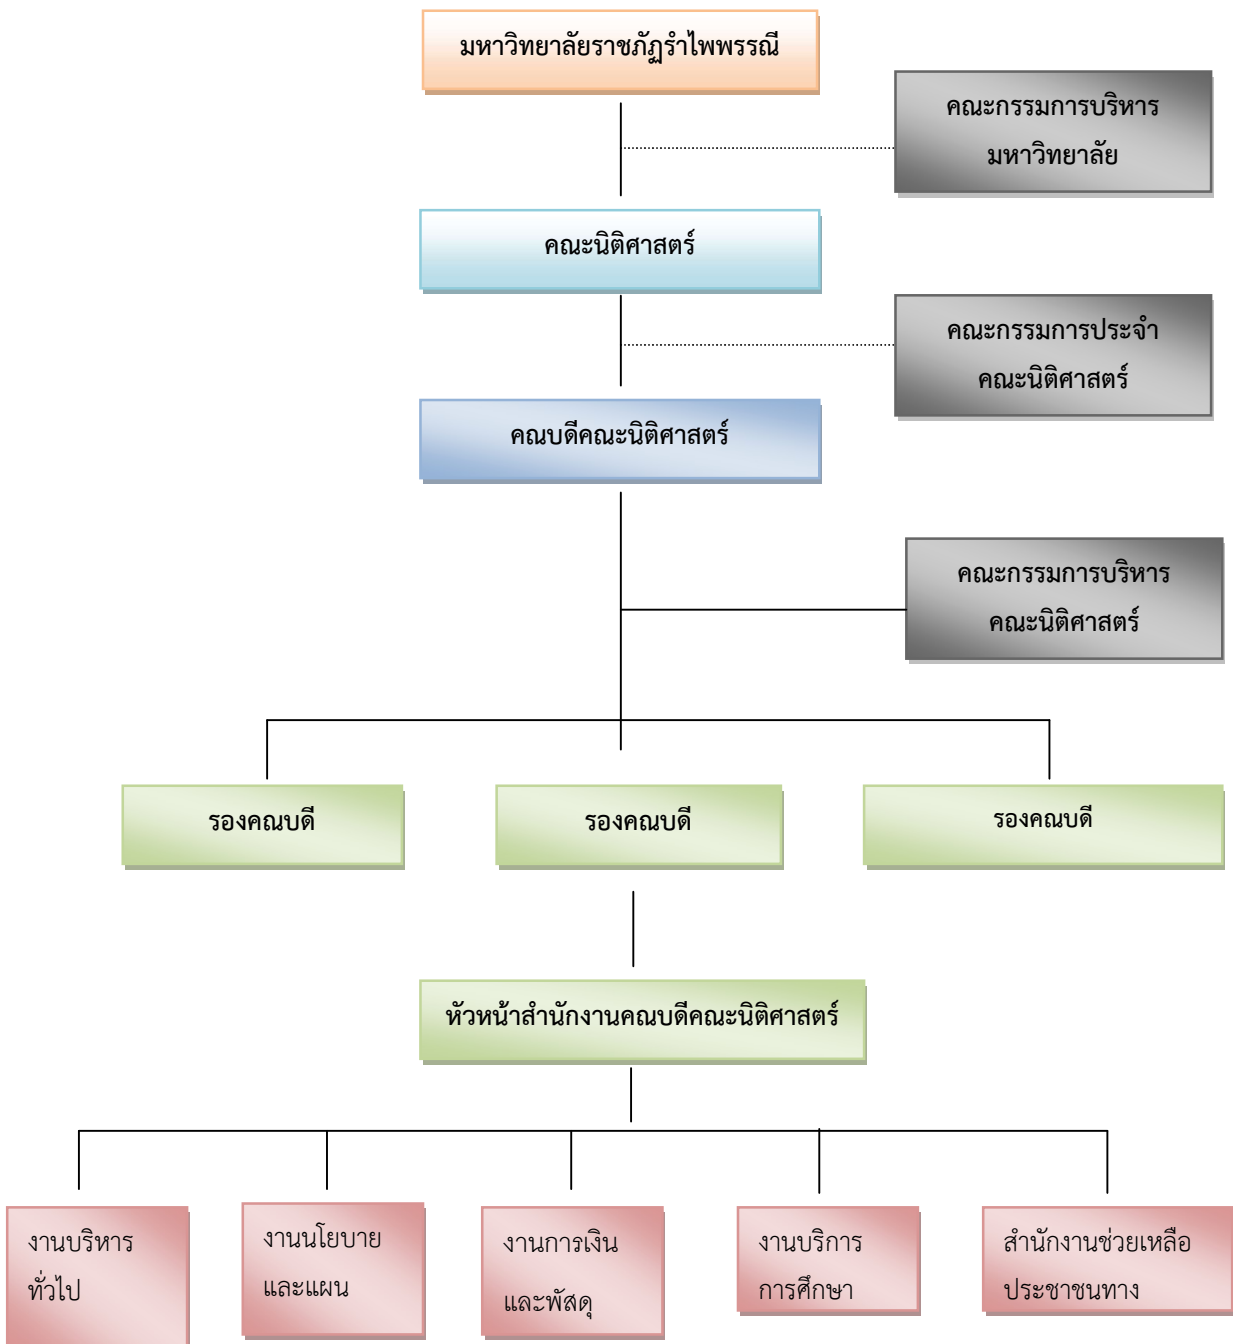 มหาวิทยาลัยราชภัฏรำไพพรรณี
คณะกรรมการบริหาร
มหาวิทยาลัย
คณะนิติศาสตร์
คณะกรรมการประจำ
คณะนิติศาสตร์
คณบดีคณะนิติศาสตร์
คณะกรรมการบริหาร
คณะนิติศาสตร์
รองคณบดี
รองคณบดี
รองคณบดี
หัวหน้าสำนักงานคณบดีคณะนิติศาสตร์
งานบริหาร
ทั่วไป
งานนโยบาย
และแผน
งานการเงิน
และพัสดุ
งานบริการ
การศึกษา
สำนักงานช่วยเหลือ
ประชาชนทาง